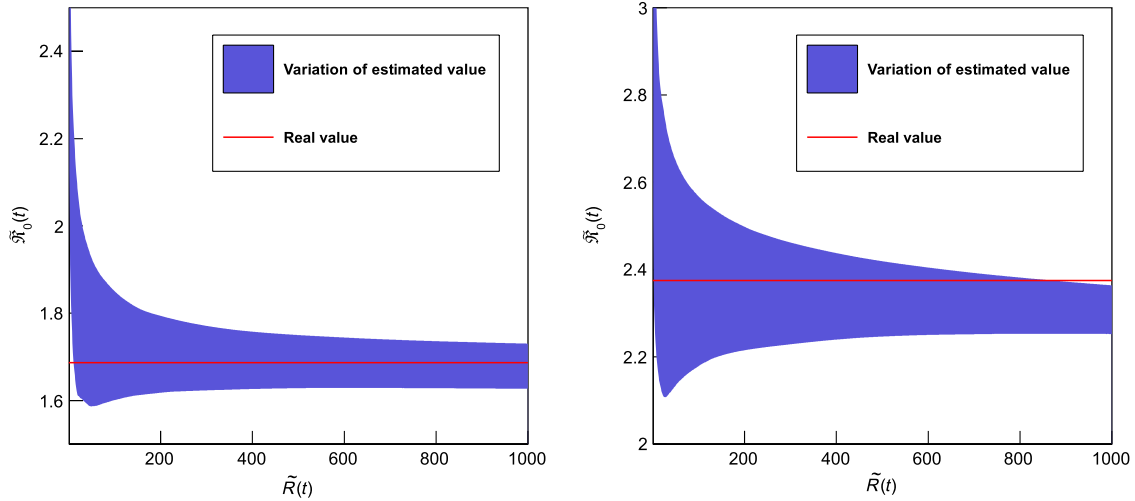 2.4
2.2
2
1.8
1.6
200
400
600
800
1000
ℜ̃₀(t)
R̃(t)
Variation of estimated value
Real value
3
2.8
2.6
2.4
2.2
2
200
400
600
800
1000
ℜ̃₀(t)
R̃(t)
Variation of estimated value
Real value